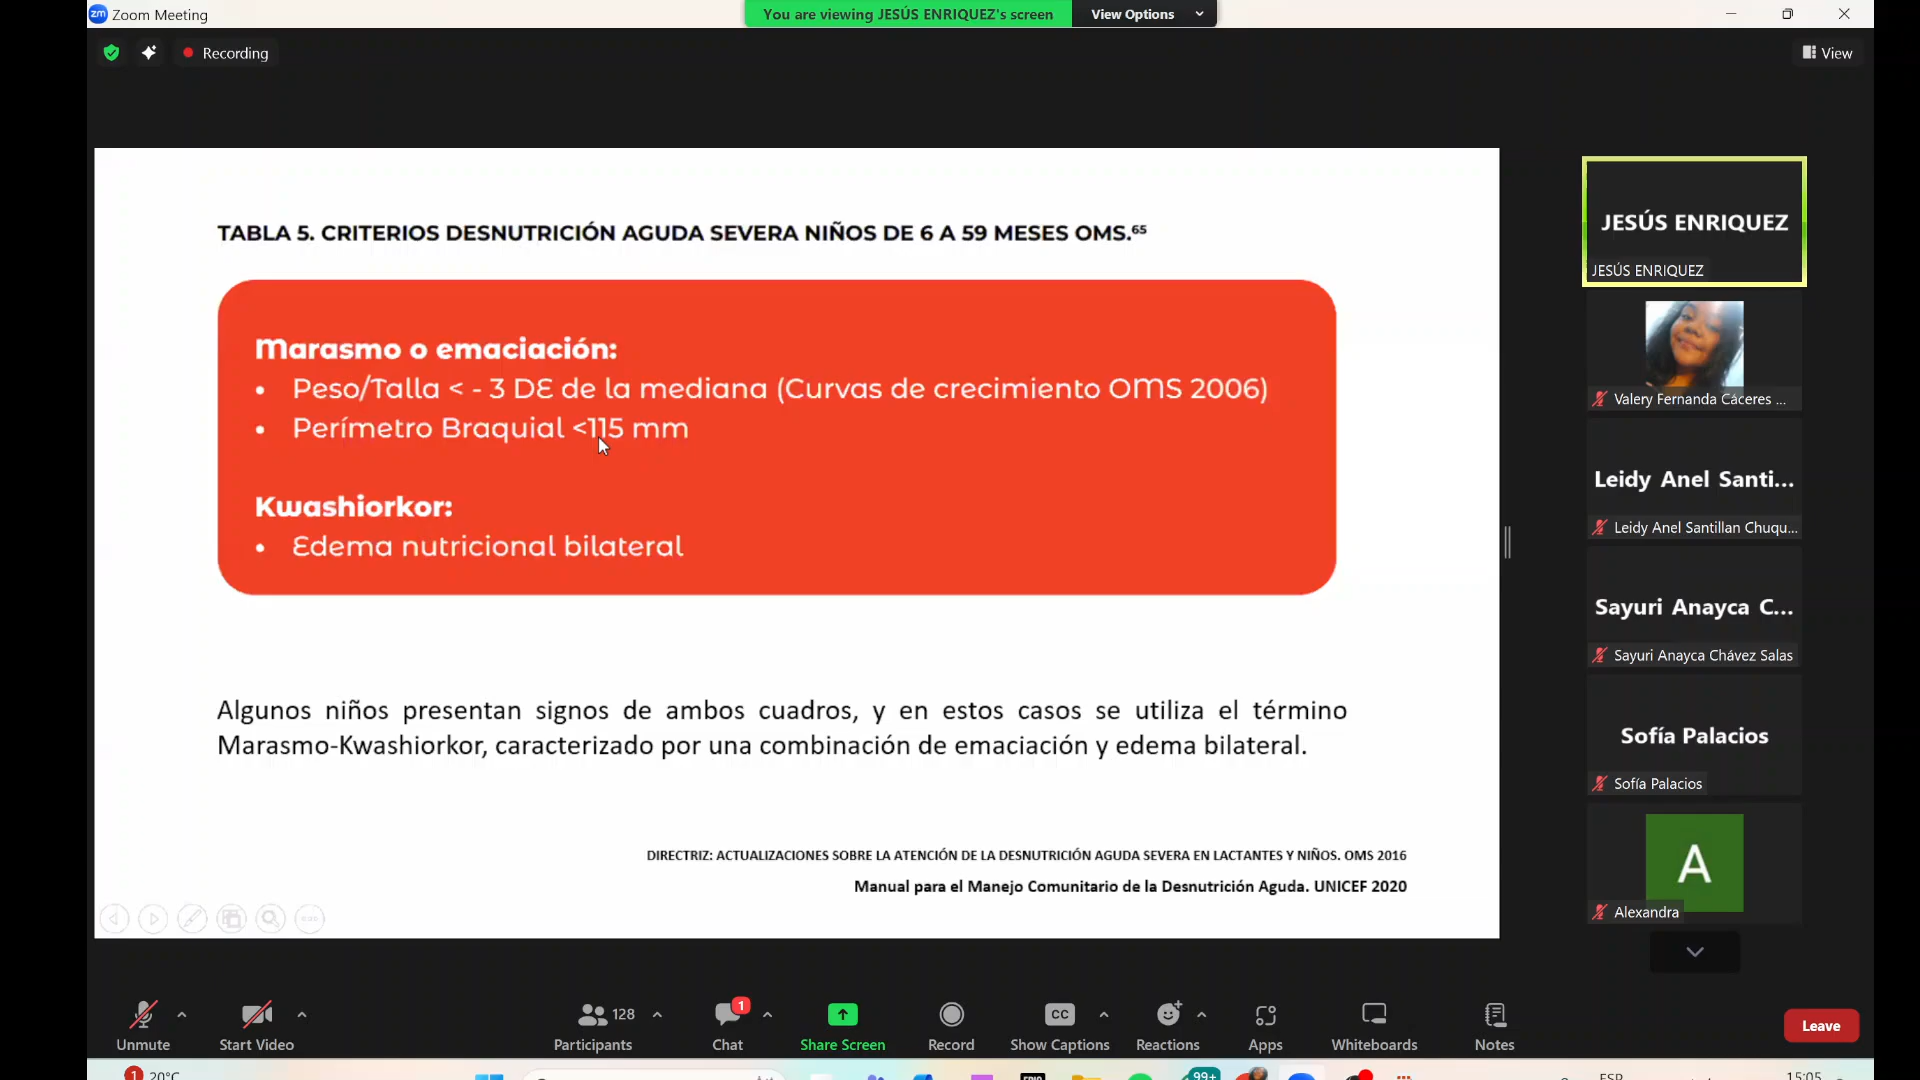 zm Zoom Meeting
You are viewing JESÚS ENRIQUEZ's screen
View Options
Recording
View
TABLA 5. CRITERIOS DESNUTRICIÓN AGUDA SEVERA NIÑOS DE 6 A 59 MESES OMS.⁶⁵
Marasmo o emaciación:
• Peso/Talla < - 3 DE de la mediana (Curvas de crecimiento OMS 2006)
• Perímetro Braquial <115 mm
Kwashiorkor:
• Edema nutricional bilateral
Algunos niños presentan signos de ambos cuadros, y en estos casos se utiliza el término
Marasmo-Kwashiorkor, caracterizado por una combinación de emaciación y edema bilateral.
DIRECTRIZ: ACTUALIZACIONES SOBRE LA ATENCIÓN DE LA DESNUTRICIÓN AGUDA SEVERA EN LACTANTES Y NIÑOS. OMS 2016
Manual para el Manejo Comunitario de la Desnutrición Aguda. UNICEF 2020
JESÚS ENRIQUEZ
JESÚS ENRIQUEZ
Valery Fernanda Cáceres ...
Leidy Anel Santi...
Leidy Anel Santillan Chuqu...
Sayuri Anayca C...
Sayuri Anayca Chávez Salas
Sofía Palacios
Sofía Palacios
A
Alexandra
128
1
CC
Unmute
Start Video
Participants
Chat
Share Screen
Record
Show Captions
Reactions
Apps
Whiteboards
Notes
Leave
1
20°C
99+
ESP
15:05